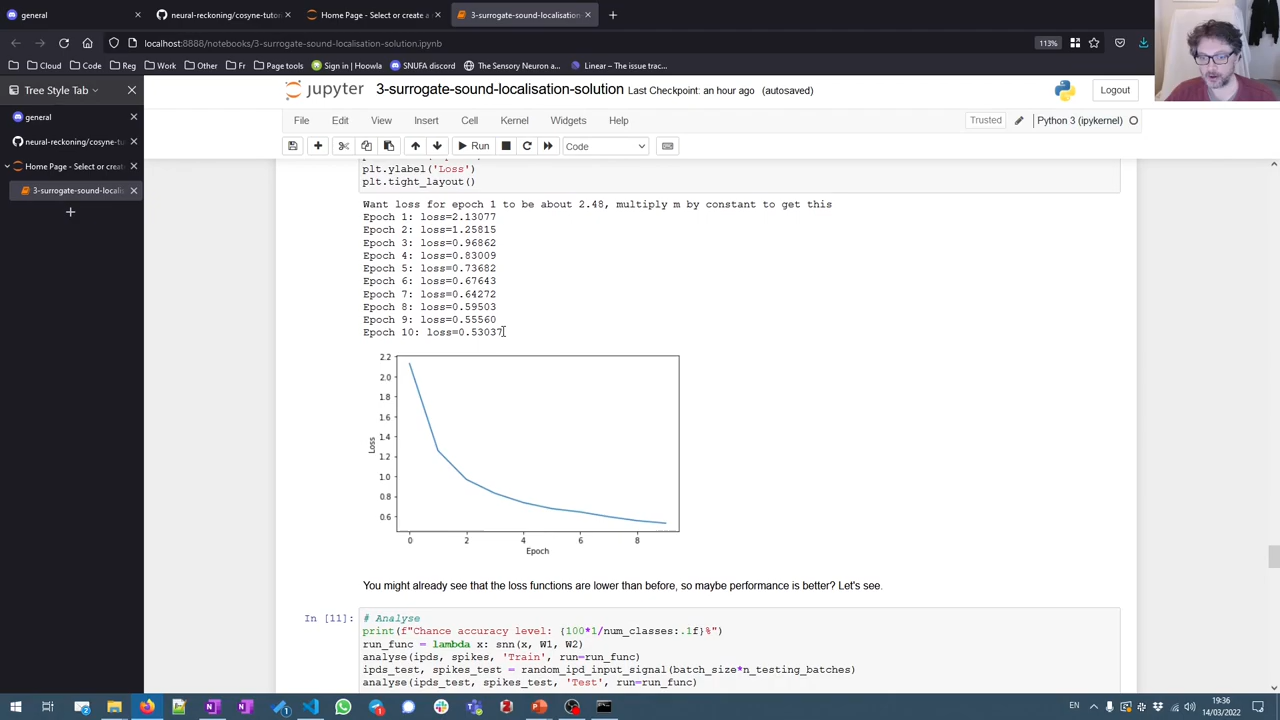 general
neural-reckoning/cosyne-tuto
Home Page - Select or create a
3-surrogate-sound-localisation
localhost:8888/notebooks/3-surrogate-sound-localisation-solution.ipynb
113%
Cloud
Code
Reg
Work
Other
Fr
Page tools
Sign in | Hoowla
SNUFA discord
The Sensory Neuron a...
Linear – The issue trac...
Tree Style Tab
general
neural-reckoning/cosyne-tu
Home Page - Select or creat
3-surrogate-sound-localis
jupyter 3-surrogate-sound-localisation-solution Last Checkpoint: an hour ago (autosaved)
Logout
File Edit View Insert Cell Kernel Widgets Help
Trusted
Python 3 (ipykernel)
Run
Code
plt.ylabel('Loss')
plt.tight_layout()
Want loss for epoch 1 to be about 2.48, multiply m by constant to get this
Epoch 1: loss=2.13077
Epoch 2: loss=1.25815
Epoch 3: loss=0.96862
Epoch 4: loss=0.83009
Epoch 5: loss=0.73682
Epoch 6: loss=0.67643
Epoch 7: loss=0.64272
Epoch 8: loss=0.59503
Epoch 9: loss=0.55560
Epoch 10: loss=0.53037
2.2
2.0
1.8
1.6
1.4
1.2
1.0
0.8
0.6
Loss
0 2 4 6 8
Epoch
You might already see that the loss functions are lower than before, so maybe performance is better? Let's see.
In [11]:
# Analyse
print(f"Chance accuracy level: {100*1/num_classes:.1f}%")
run_func = lambda x: snn(x, W1, W2)
analyse(ipds, spikes, 'Train', run=run_func)
ipds_test, spikes_test = random_ipd_input_signal(batch_size*n_testing_batches)
analyse(ipds_test, spikes_test, 'Test', run=run_func)
EN
19:36
14/03/2022